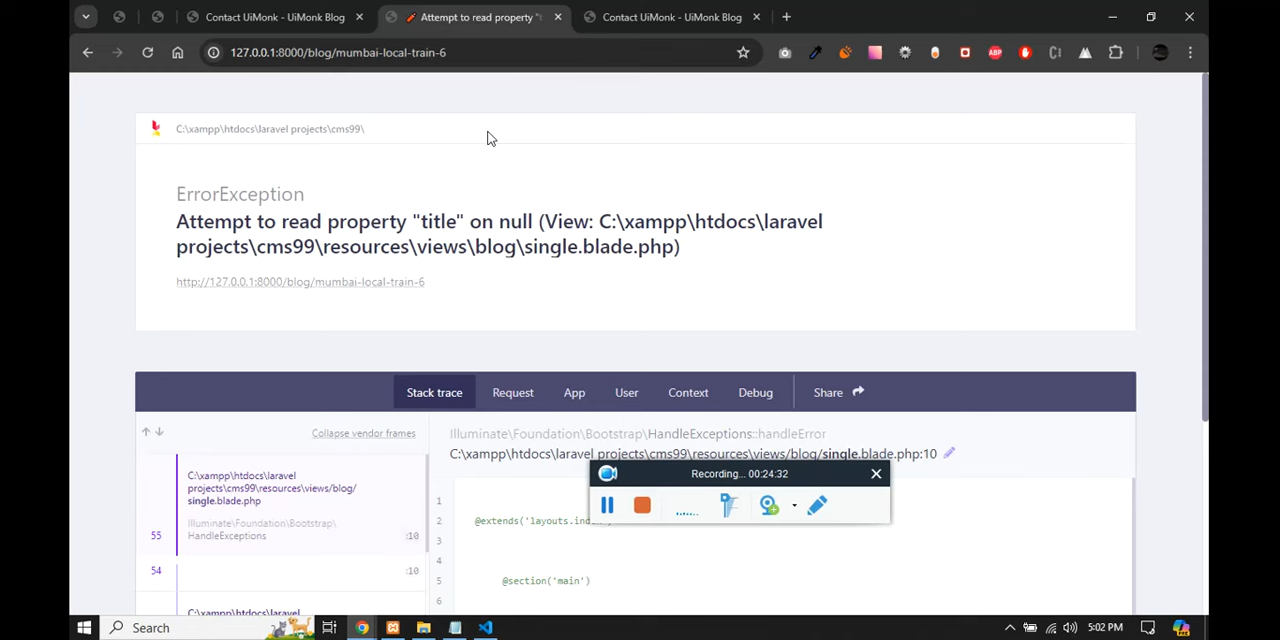 Contact UiMonk - UiMonk
Attempt to read property "t
Contact UiMonk - UiMonk
127.0.0.1:8000/blog/mumbai-local-train-6
ABP
C:\xampp\htdocs\laravel projects\cms99\
ErrorException
Attempt to read property "title" on null (View: C:\xampp\htdocs\laravel
projects\cms99\resources\views\blog\single.blade.php)
http://127.0.0.1:8000/blog/mumbai-local-train-6
Stack trace Request App User Context Debug Share
Collapse vendor frames
C:\xampp\htdocs\laravel
projects\cms99\resources/views/blog/
single.blade.php
Illuminate\Foundation\Bootstrap\
HandleExceptions
55 :10
54 :10
C:\xampp\htdocs\laravel
Illuminate\Foundation\Bootstrap\HandleExceptions::handleError
C:\xampp\htdocs\laravel projects\cms99\resources/views/blog/single.blade.php:10
Recording... 00:24:32
1
2 @extends('layouts.index')
3
4
5 @section('main')
6
Search
5:02 PM